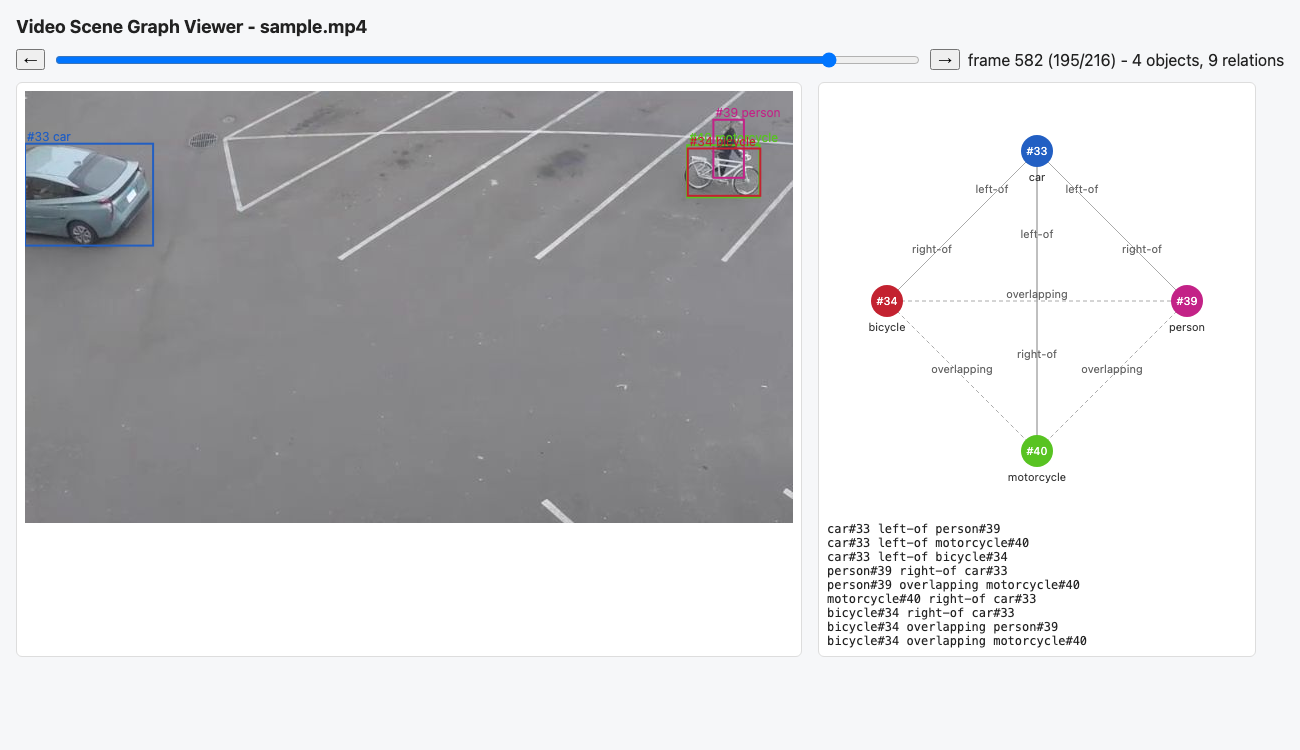 Video Scene Graph Viewer - sample.mp4
← → frame 582 (195/216) - 4 objects, 9 relations
#39 person
#33 car
#34 bicycle
#33
car
left-of left-of
left-of
right-of right-of
#34 overlapping #39
bicycle person
right-of
overlapping overlapping
#40
motorcycle
car#33 left-of person#39
car#33 left-of motorcycle#40
car#33 left-of bicycle#34
person#39 right-of car#33
person#39 overlapping motorcycle#40
motorcycle#40 right-of car#33
bicycle#34 right-of car#33
bicycle#34 overlapping person#39
bicycle#34 overlapping motorcycle#40